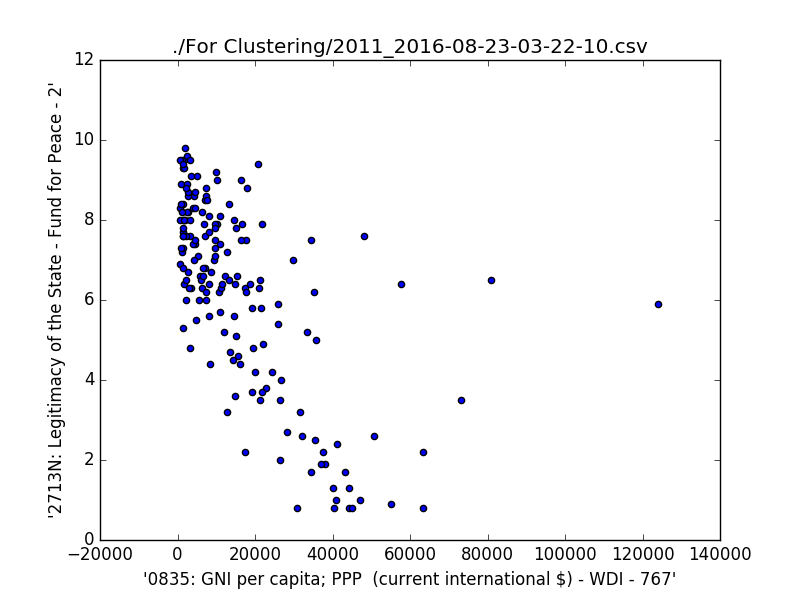 ./For Clustering/2011_2016-08-23-03-22-10.csv
12
10
8
6
4
2
0
'2713N: Legitimacy of the State - Fund for Peace - 2'
−20000 0 20000 40000 60000 80000 100000 120000 140000
'0835: GNI per capita; PPP  (current international $) - WDI - 767'